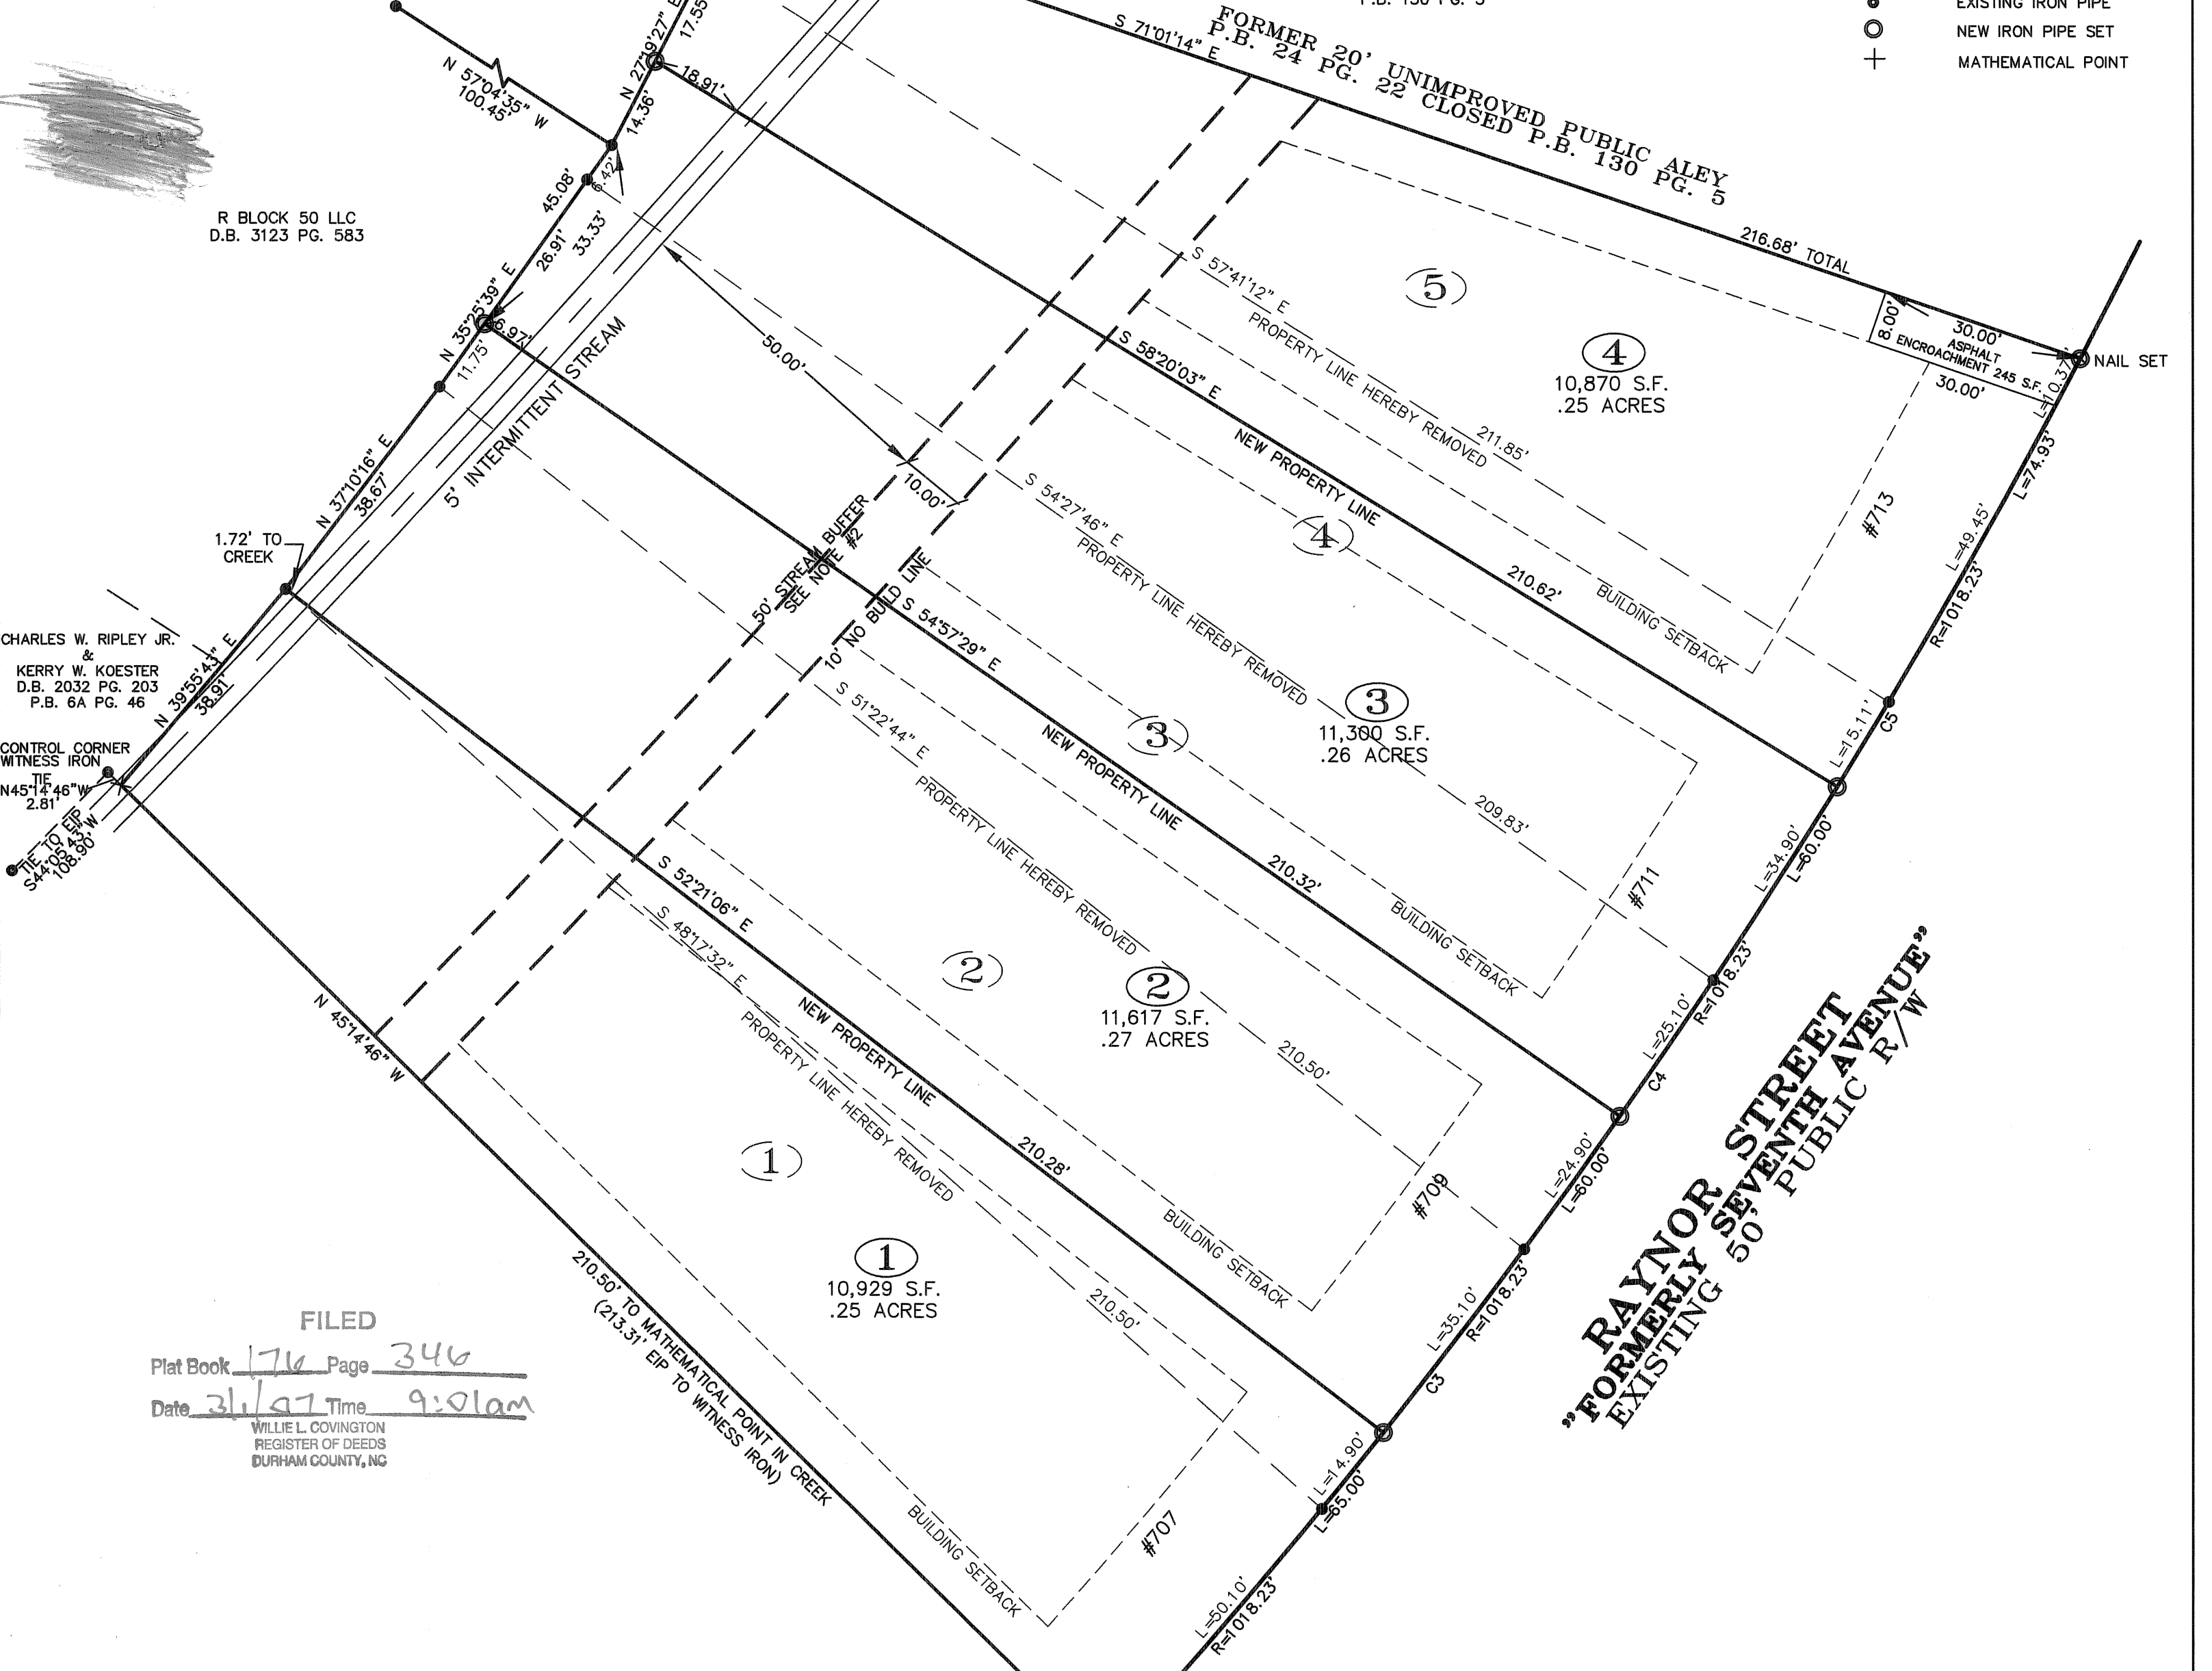 P.B. 130 PG. 5
EXISTING IRON PIPE
NEW IRON PIPE SET
MATHEMATICAL POINT
FORMER 20' UNIMPROVED PUBLIC ALEY
P.B. 24 PG. 22 CLOSED P.B. 130 PG. 5
S 71°01'14" E
216.68' TOTAL
N 27°19'27" E
17.55
18.91'
14.36'
N 57°04'35" W
100.45'
6.42'
45.08'
26.91'
33.33'
N 35°25'39" E
6.97'
11.75'
R BLOCK 50 LLC
D.B. 3123 PG. 583
5' INTERMITTENT STREAM
N 37°10'16" E
38.67'
1.72' TO
CREEK
CHARLES W. RIPLEY JR.
&
KERRY W. KOESTER
D.B. 2032 PG. 203
P.B. 6A PG. 46
N 39°55'43" E
38.91'
CONTROL CORNER
WITNESS IRON
TIE
N45°14'46"W
2.81'
TIE TO EIP
S44°05'43"W
108.90'
50.00'
10.00'
50' STREAM BUFFER
SEE NOTE #2
10' NO BUILD LINE
5
4
10,870 S.F.
.25 ACRES
8.00'
30.00'
ASPHALT
8 ENCROACHMENT 245 S.F.
30.00'
L=10.37'
NAIL SET
L=74.93'
L=49.45'
R=1018.23'
#713
S 57°41'12" E
PROPERTY LINE HEREBY REMOVED
211.85'
BUILDING SETBACK
S 58°20'03" E
NEW PROPERTY LINE
210.62'
L=15.11'
C5
4
S 54°27'46" E
PROPERTY LINE HEREBY REMOVED
209.83'
3
11,300 S.F.
.26 ACRES
#711
BUILDING SETBACK
L=34.90'
L=60.00'
R=1018.23'
L=25.10'
C4
S 54°57'29" E
NEW PROPERTY LINE
210.32'
3
S 51°22'44" E
PROPERTY LINE HEREBY REMOVED
210.50'
2
2
11,617 S.F.
.27 ACRES
#709
BUILDING SETBACK
L=24.90'
L=60.00'
L=35.10'
R=1018.23'
C3
S 52°21'06" E
NEW PROPERTY LINE
210.28'
S 48°17'32" E
PROPERTY LINE HEREBY REMOVED
210.50'
1
1
10,929 S.F.
.25 ACRES
#707
BUILDING SETBACK
L=14.90'
L=65.00'
L=50.10'
R=1018.23'
N 45°14'46" W
210.50' TO MATHEMATICAL POINT IN CREEK
(213.31' EIP TO WITNESS IRON)
RAYNOR STREET
"FORMERLY SEVENTH AVENUE"
EXISTING 50' PUBLIC R/W
FILED
Plat Book 176 Page 346
Date 3/1/07 Time 9:01am
WILLIE L. COVINGTON
REGISTER OF DEEDS
DURHAM COUNTY, NC